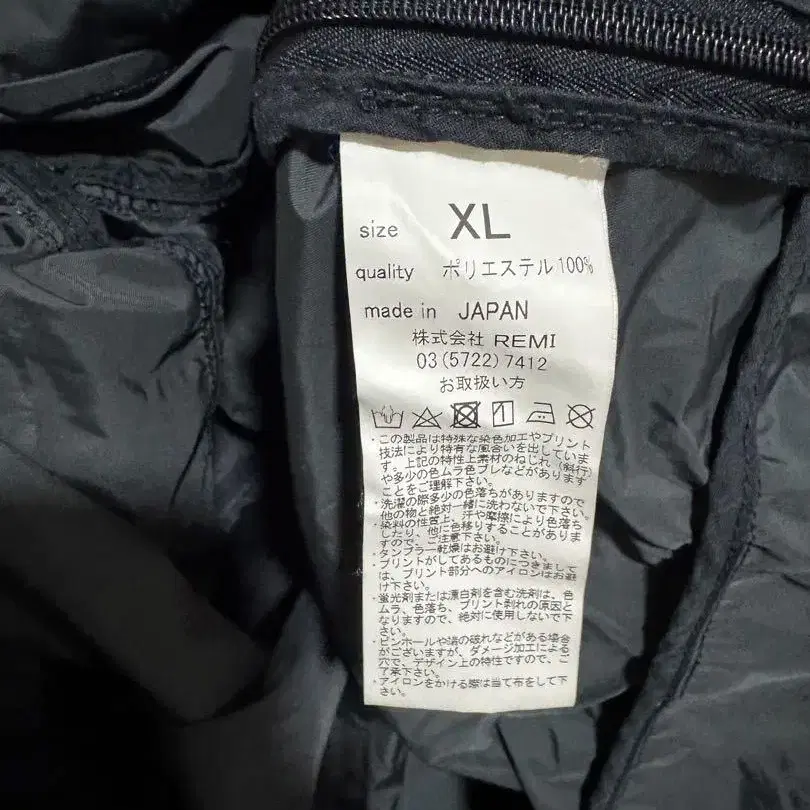 size XL
quality ポリエステル100%
made in JAPAN
株式会社 REMI
03(5722)7412
お取扱い方
・この製品は特殊な染色加工やプリント
技法により特有な風合いを出していま
す。上記の特性上素材のねじれ（斜行）
や多少の色ムラ色ブレなどがあります
ことをご理解下さい。
・洗濯の際多少の色落ちがありますので
他の物と絶対一緒に洗わないで下さい。
・染料の性質上、汗や摩擦により色落ち
したり、他に色移りすることがありま
すので、ご注意下さい。
・タンブラー乾燥はお避け下さい。
・プリントがしてあるものにつきまして
は、プリント部分へのアイロンはお避
け下さい。
・蛍光剤または漂白剤を含む洗剤は、色
ムラ、色落ち、プリント剥れの原因と
なりますので、絶対に使用しないで下
さい。
・ピンホールや裾の破れなどがある場合
がございますが、ダメージ加工による
穴で、デザイン上の特性ですので、ご
了承下さい。
・アイロンをかける際は当て布をして下
さい。